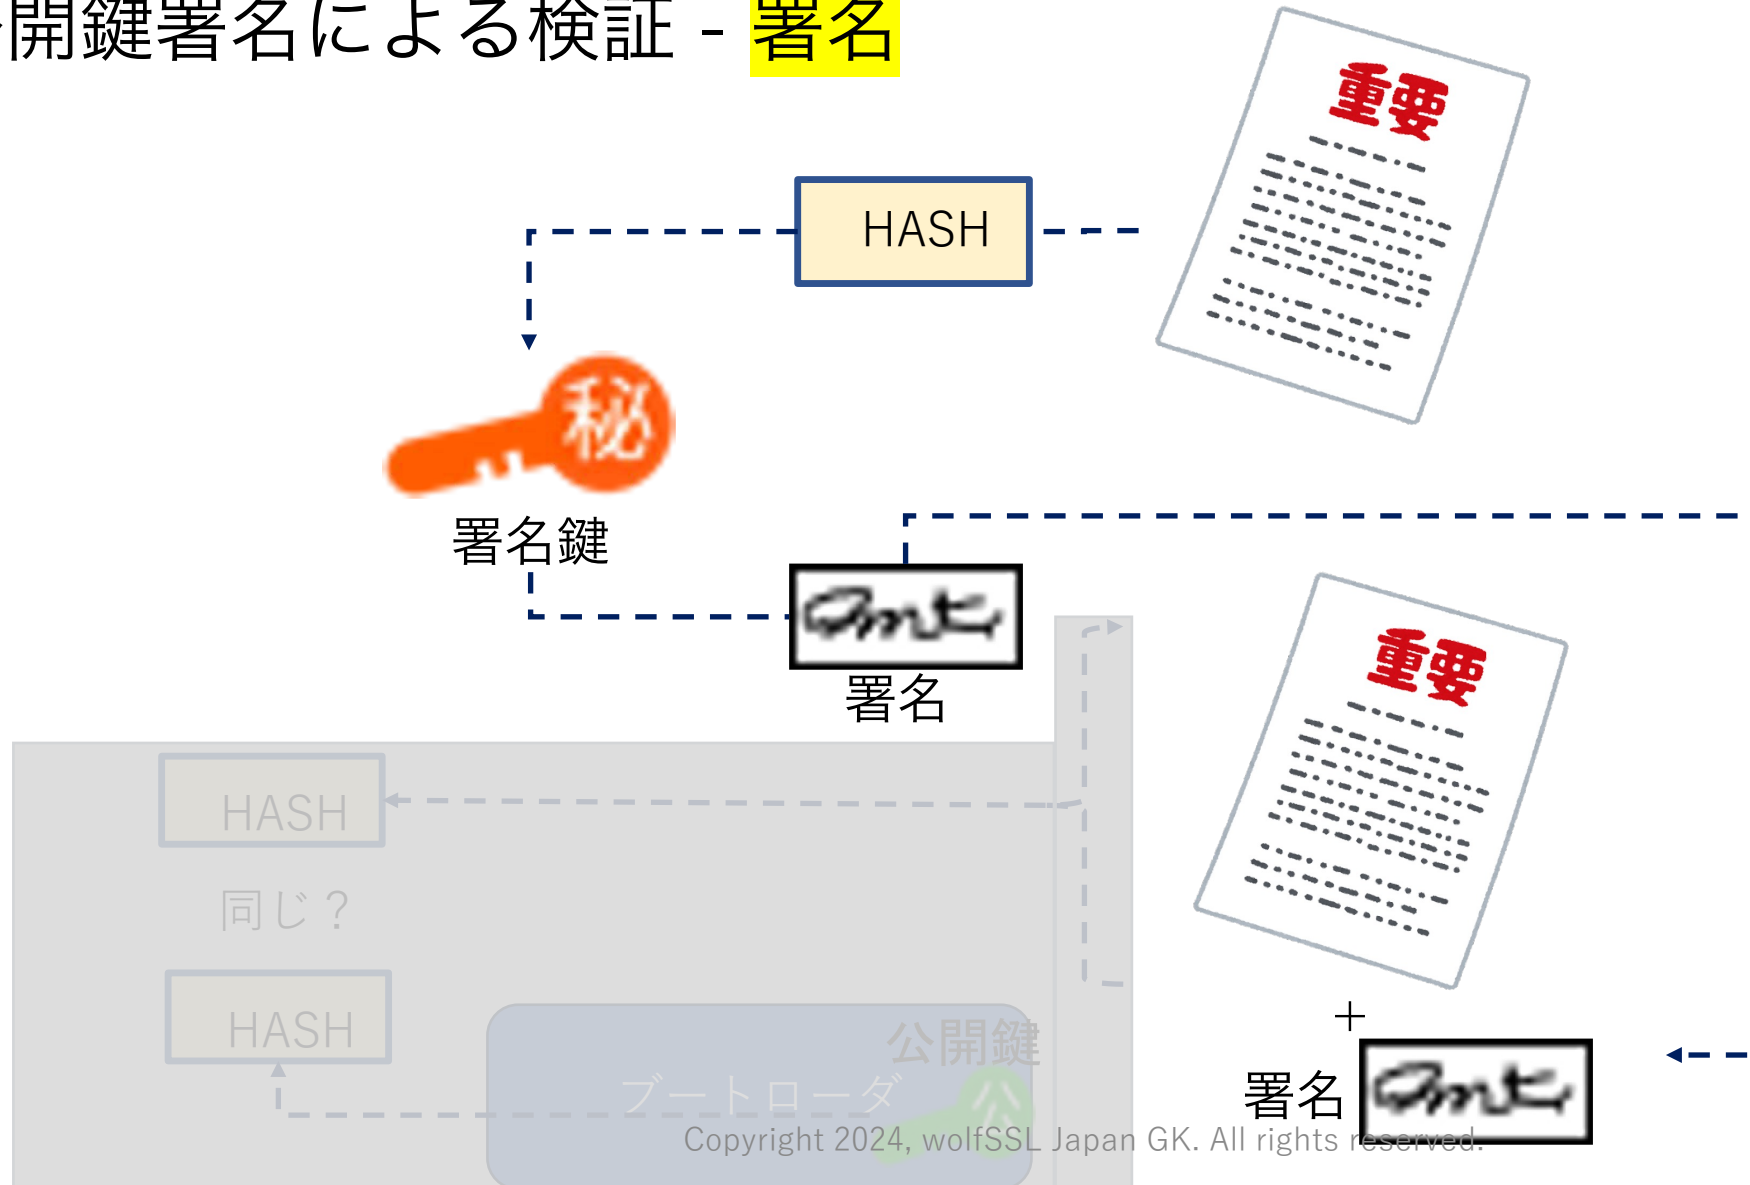 開鍵署名による検証 - 署名
重要
HASH
秘
署名鍵
署名
重要
HASH
同じ？
HASH
公開鍵
ブートローダ
公
署名
Copyright 2024, wolfSSL Japan GK. All rights reserved.